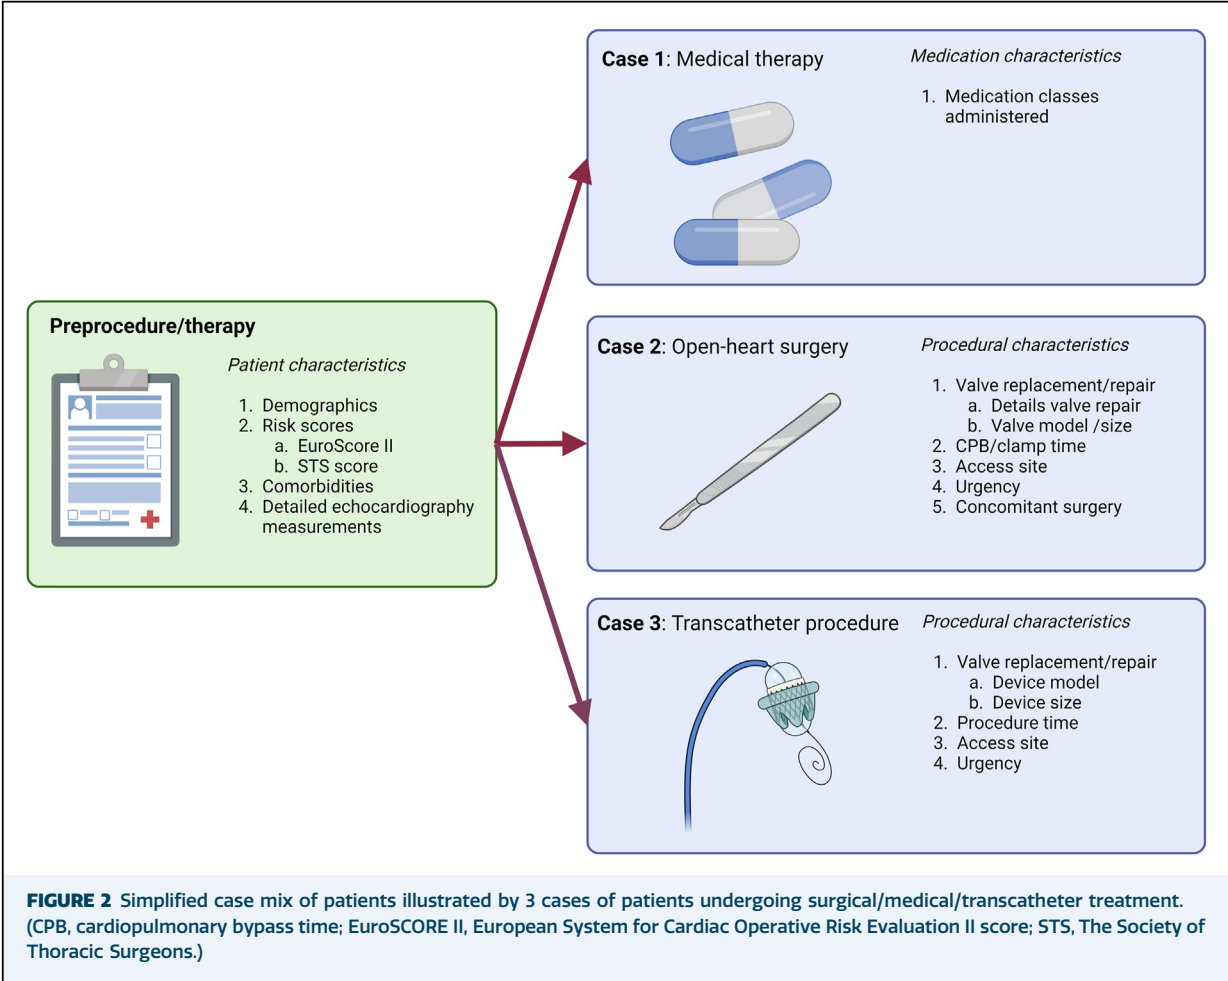 Preprocedure/therapy
Patient characteristics
1. Demographics
2. Risk scores
a. EuroScore II
b. STS score
3. Comorbidities
4. Detailed echocardiography
measurements
Case 1: Medical therapy
Medication characteristics
1. Medication classes
administered
Case 2: Open-heart surgery
Procedural characteristics
1. Valve replacement/repair
a. Details valve repair
b. Valve model /size
2. CPB/clamp time
3. Access site
4. Urgency
5. Concomitant surgery
Case 3: Transcatheter procedure
Procedural characteristics
1. Valve replacement/repair
a. Device model
b. Device size
2. Procedure time
3. Access site
4. Urgency
FIGURE 2 Simplified case mix of patients illustrated by 3 cases of patients undergoing surgical/medical/transcatheter treatment.
(CPB, cardiopulmonary bypass time; EuroSCORE II, European System for Cardiac Operative Risk Evaluation II score; STS, The Society of
Thoracic Surgeons.)